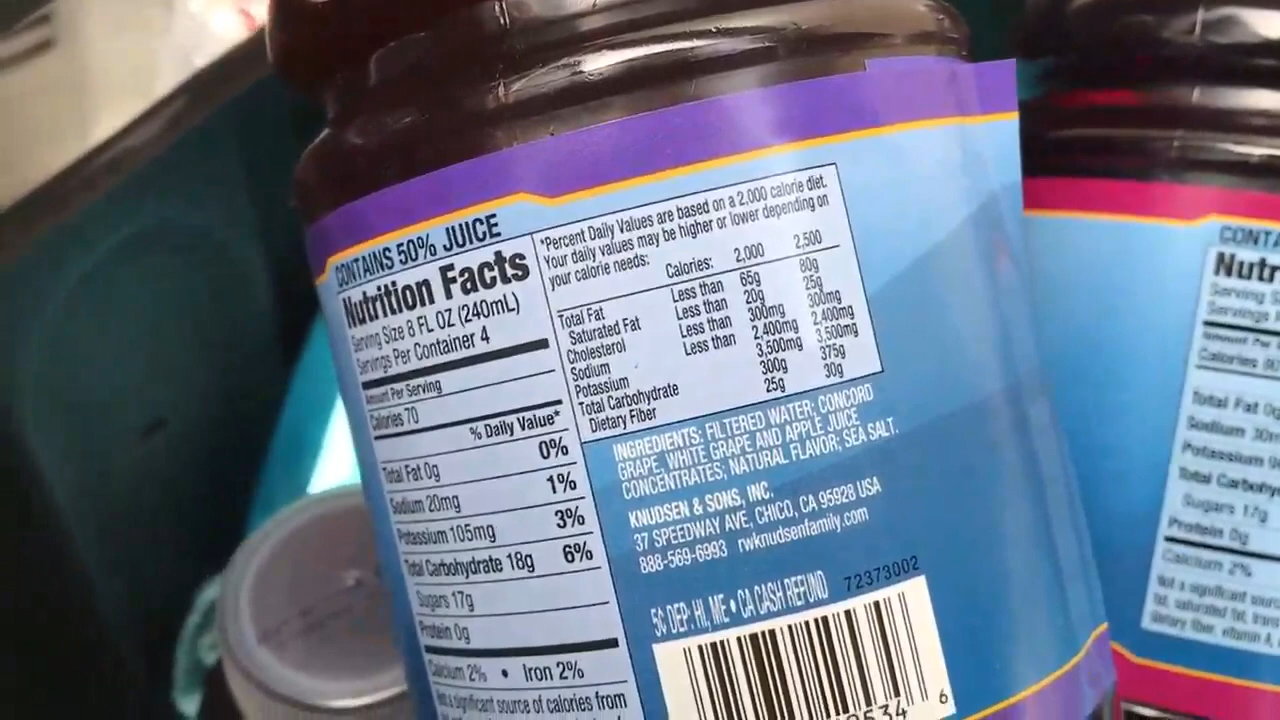 CONTAINS 50% JUICE
Nutrition Facts
Serving Size 8 FL OZ (240mL)
Servings Per Container 4
Amount Per Serving
Calories 70
% Daily Value*
Total Fat 0g 0%
Sodium 20mg 1%
Potassium 105mg 3%
Total Carbohydrate 18g 6%
Sugars 17g
Protein 0g
Calcium 2% • Iron 2%
Not a significant source of calories from
*Percent Daily Values are based on a 2,000 calorie diet.
Your daily values may be higher or lower depending on
your calorie needs:
Calories: 2,000 2,500
Total Fat Less than 65g 80g
Saturated Fat Less than 20g 25g
Cholesterol Less than 300mg 300mg
Sodium Less than 2,400mg 2,400mg
Potassium 3,500mg 3,500mg
Total Carbohydrate 300g 375g
Dietary Fiber 25g 30g
INGREDIENTS: FILTERED WATER; CONCORD
GRAPE, WHITE GRAPE AND APPLE JUICE
CONCENTRATES; NATURAL FLAVOR; SEA SALT.
KNUDSEN & SONS, INC.
37 SPEEDWAY AVE, CHICO, CA 95928 USA
888-569-6993 rwknudsenfamily.com
5¢ DEP: HI, ME • CA CASH REFUND
72373002
6
CONTA
Nutr
Serving S
Servings
Amount Per
Calories
Total Fat 0g
Sodium 30m
Potassium
Total Carbohy
Sugars 17g
Protein 0g
Calcium 2%
Not a significant sour
fat, saturated fat, trans
dietary fiber, vitamin A,